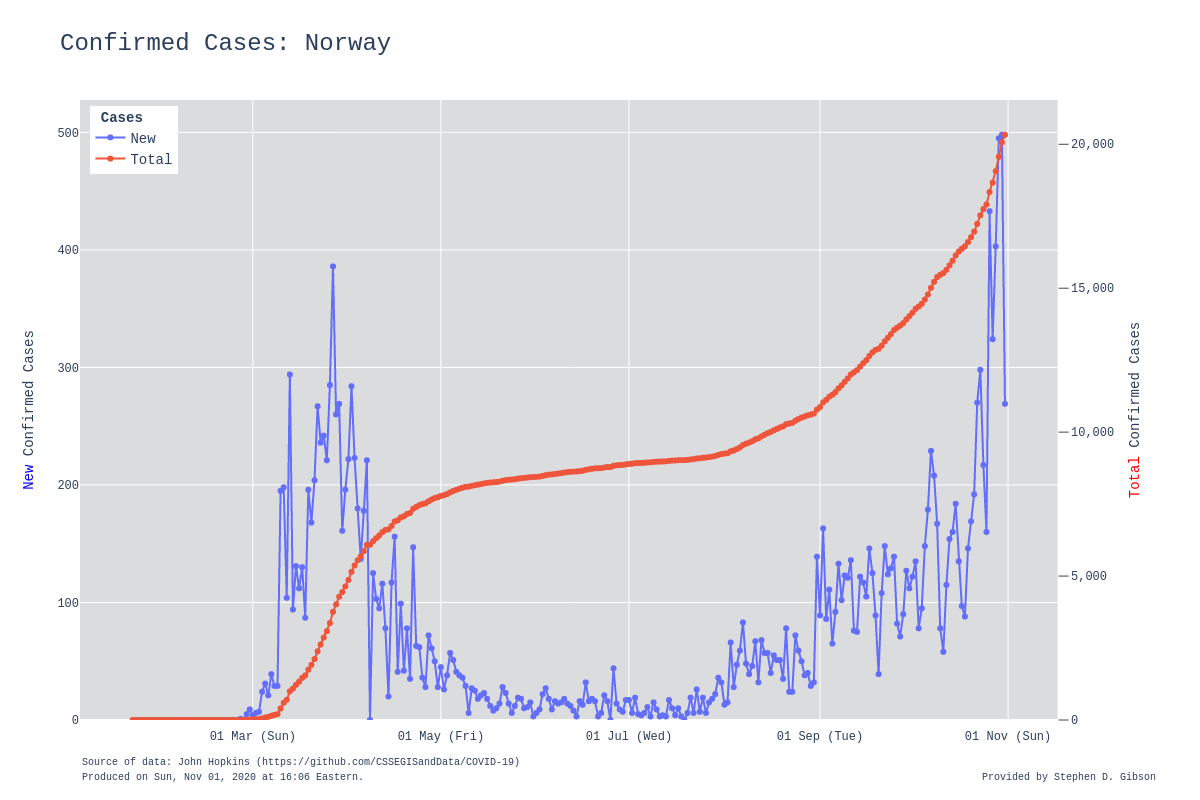 Confirmed Cases: Norway
Cases
New
Total
500
400
300
200
100
0
20,000
15,000
10,000
5,000
0
New Confirmed Cases
Total Confirmed Cases
01 Mar (Sun)
01 May (Fri)
01 Jul (Wed)
01 Sep (Tue)
01 Nov (Sun)
Source of data: John Hopkins (https://github.com/CSSEGISandData/COVID-19)
Produced on Sun, Nov 01, 2020 at 16:06 Eastern.
Provided by Stephen D. Gibson